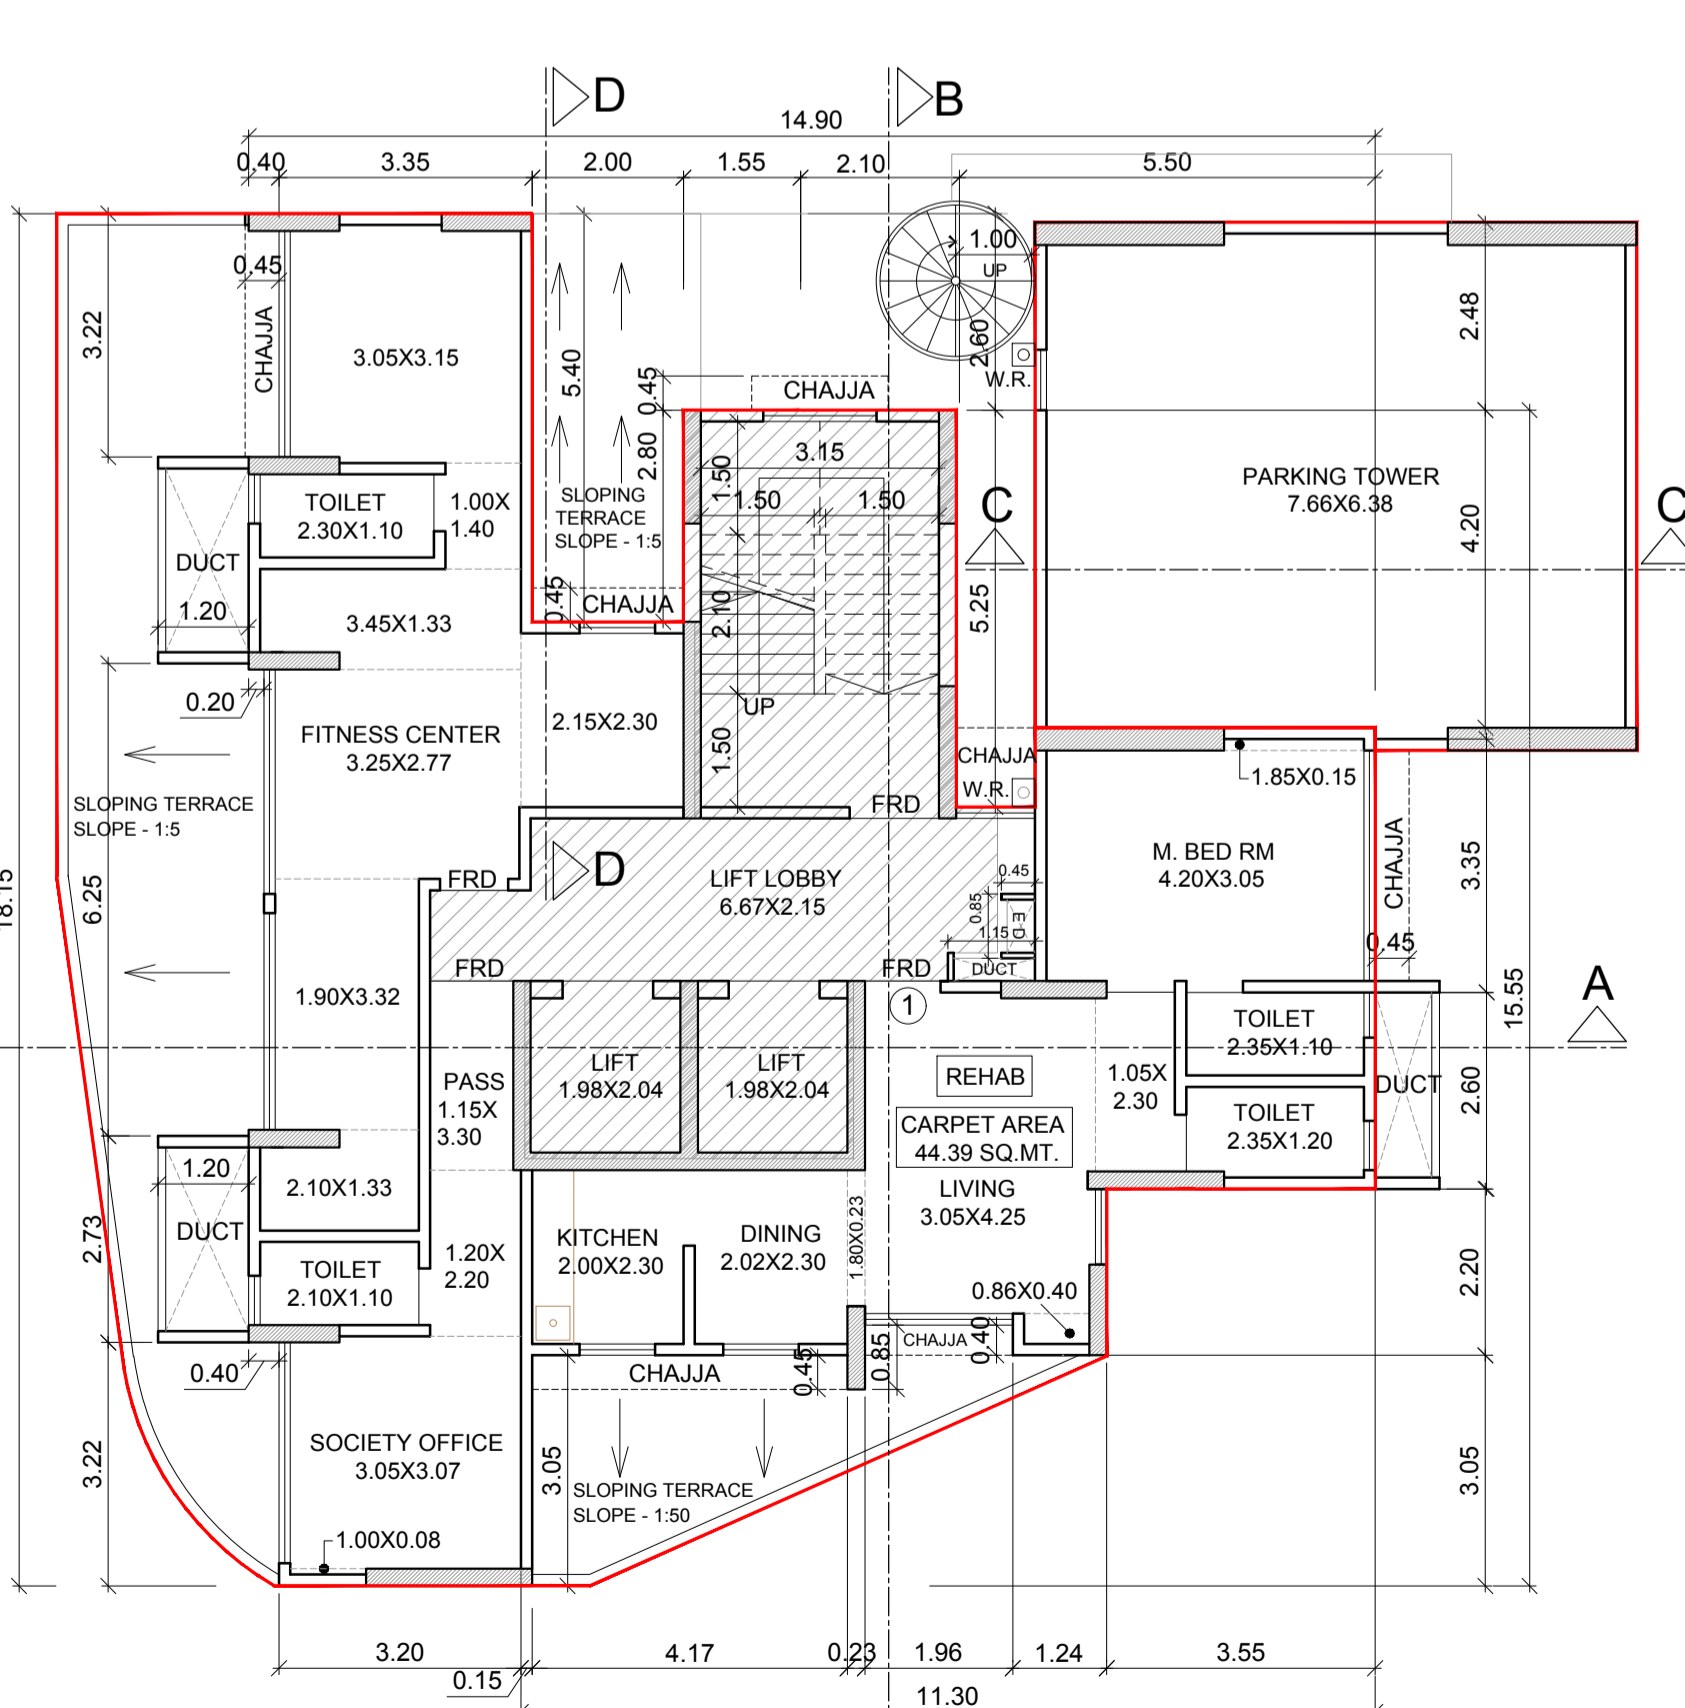 D
B
14.90
0.40
3.35
2.00
1.55
2.10
5.50
1.00
UP
0.45
CHAJJA
3.22
3.05X3.15
5.40
0.45
2.80
CHAJJA
2.60
W.R.
2.48
3.15
1.50
1.50
1.50
PARKING TOWER
7.66X6.38
C
C
4.20
TOILET
2.30X1.10
1.00X
1.40
SLOPING
TERRACE
SLOPE - 1:5
DUCT
1.20
3.45X1.33
0.45
CHAJJA
2.10
5.25
0.20
FITNESS CENTER
3.25X2.77
2.15X2.30
UP
1.50
CHAJJA
W.R.
1.85X0.15
SLOPING TERRACE
SLOPE - 1:5
FRD
18.15
6.25
FRD
D
LIFT LOBBY
6.67X2.15
0.45
0.85
E.D
1.15
DUCT
M. BED RM
4.20X3.05
CHAJJA
3.35
0.45
FRD
FRD
1
1.90X3.32
15.55
A
TOILET
2.35X1.10
LIFT
1.98X2.04
LIFT
1.98X2.04
REHAB
PASS
1.15X
3.30
1.05X
2.30
DUCT
2.60
CARPET AREA
44.39 SQ.MT.
TOILET
2.35X1.20
1.20
2.10X1.33
LIVING
3.05X4.25
DUCT
2.73
KITCHEN
2.00X2.30
DINING
2.02X2.30
1.80X0.23
TOILET
2.10X1.10
1.20X
2.20
2.20
0.86X0.40
CHAJJA
0.40
0.85
0.45
CHAJJA
0.40
SOCIETY OFFICE
3.05X3.07
3.22
3.05
SLOPING TERRACE
SLOPE - 1:50
3.05
1.00X0.08
3.20
0.15
4.17
0.23
1.96
1.24
3.55
11.30